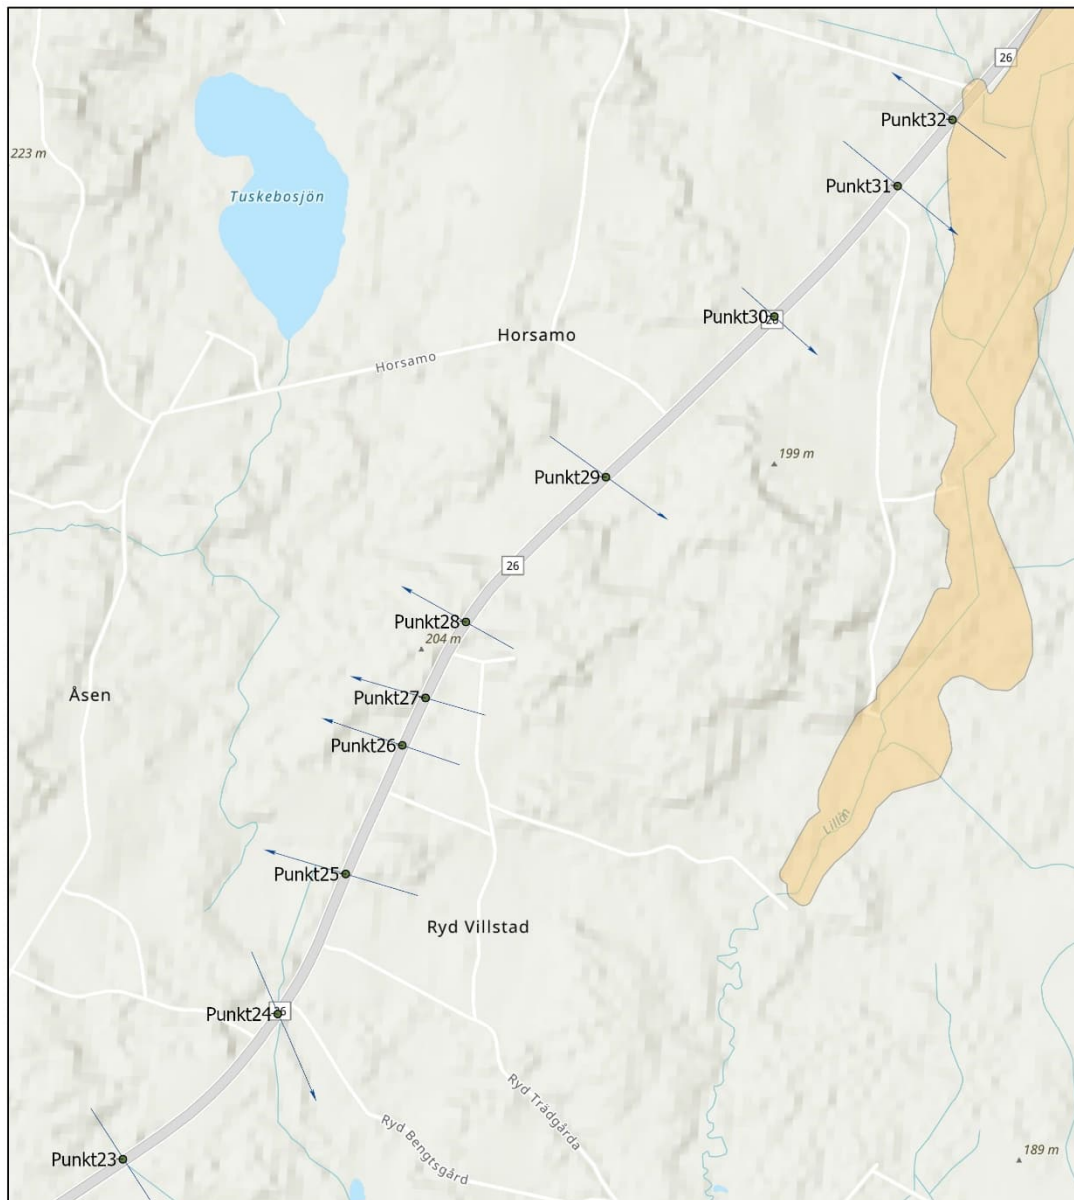 26
Punkt32
223 m
Punkt31
Tuskebosjön
Punkt30
Horsamo
Horsamo
199 m
Punkt29
26
Punkt28
204 m
Åsen
Punkt27
Punkt26
Lillån
Punkt25
Ryd Villstad
Punkt24
26
Ryd Trädgårda
Ryd Bengtsgård
189 m
Punkt23